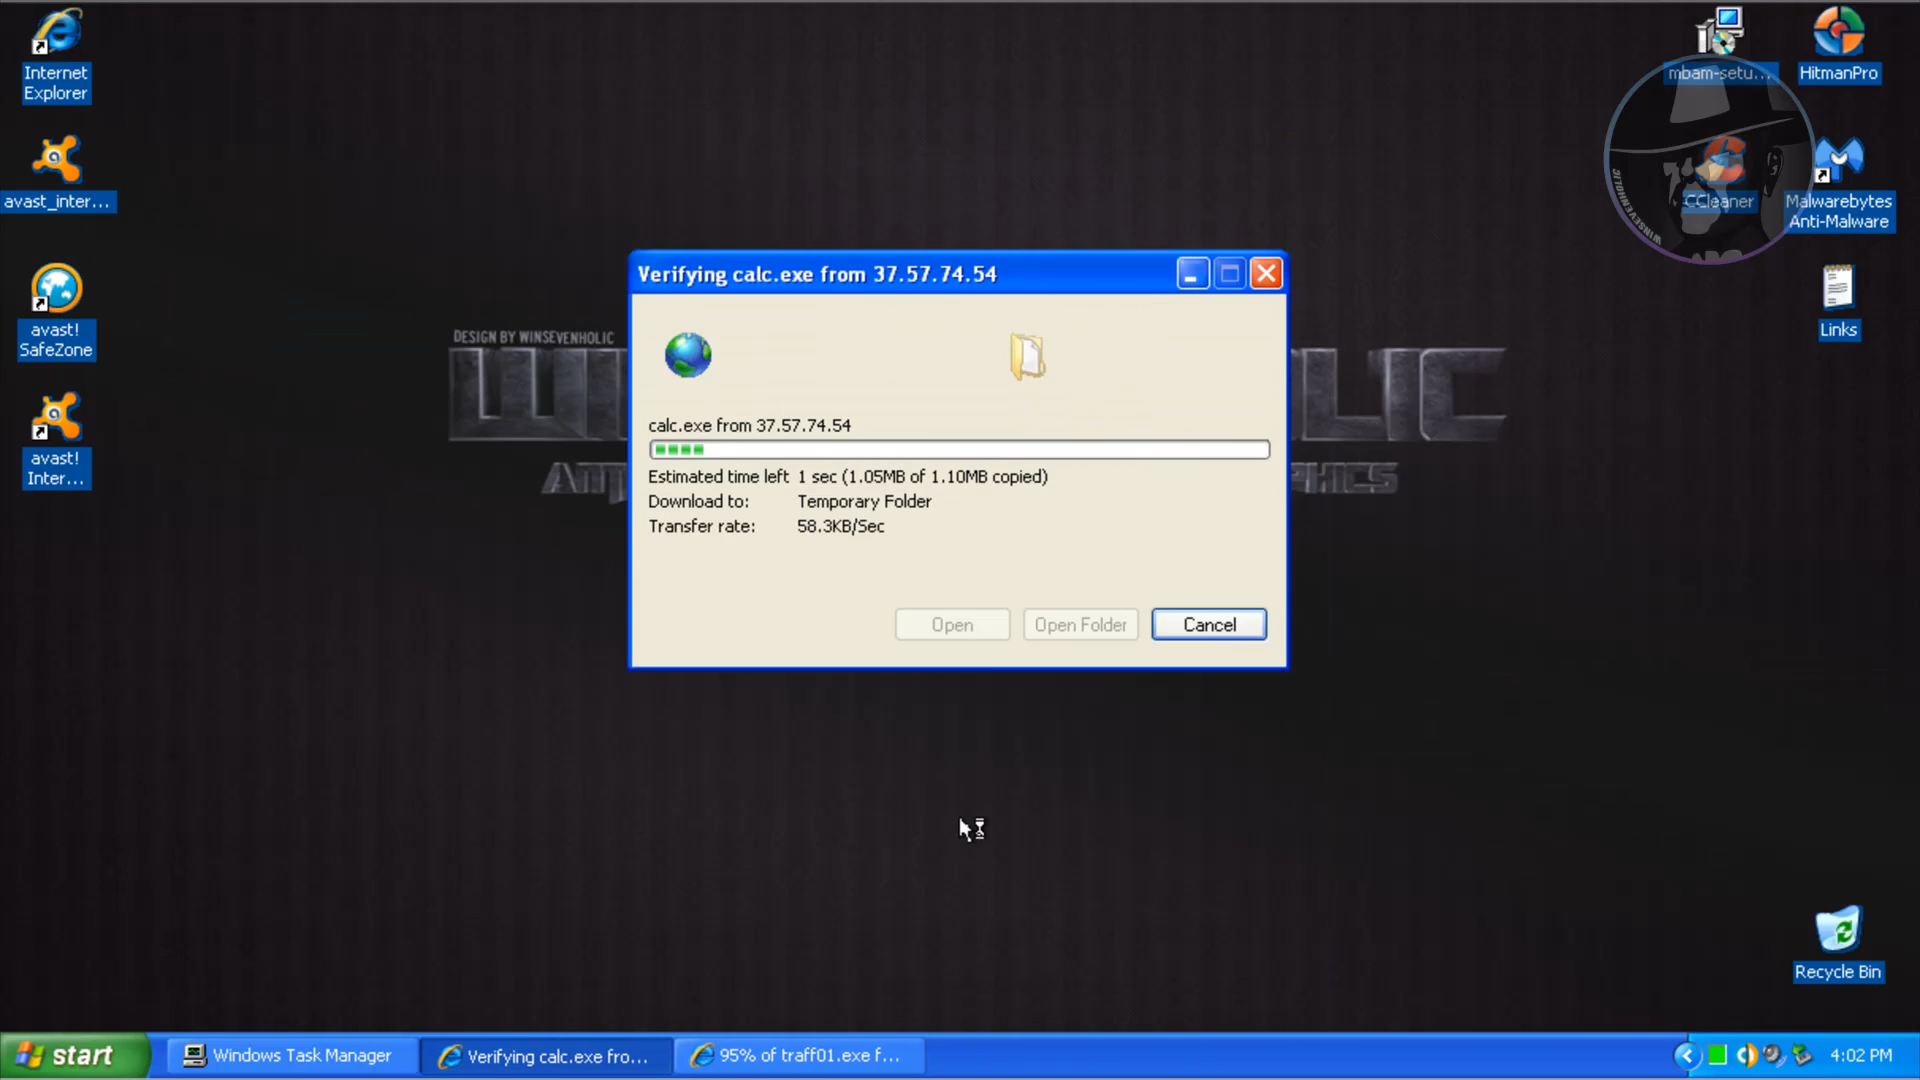 Internet
Explorer
avast_inter...
avast!
SafeZone
avast!
Inter...
mbam-setu...
HitmanPro
CCleaner
Malwarebytes
Anti-Malware
WINSEVENHOLIC
Links
DESIGN BY WINSEVENHOLIC
Verifying calc.exe from 37.57.74.54
calc.exe from 37.57.74.54
Estimated time left 1 sec (1.05MB of 1.10MB copied)
Download to: Temporary Folder
Transfer rate: 58.3KB/Sec
Open
Open Folder
Cancel
Recycle Bin
start
Windows Task Manager
Verifying calc.exe fro...
95% of traff01.exe f...
4:02 PM